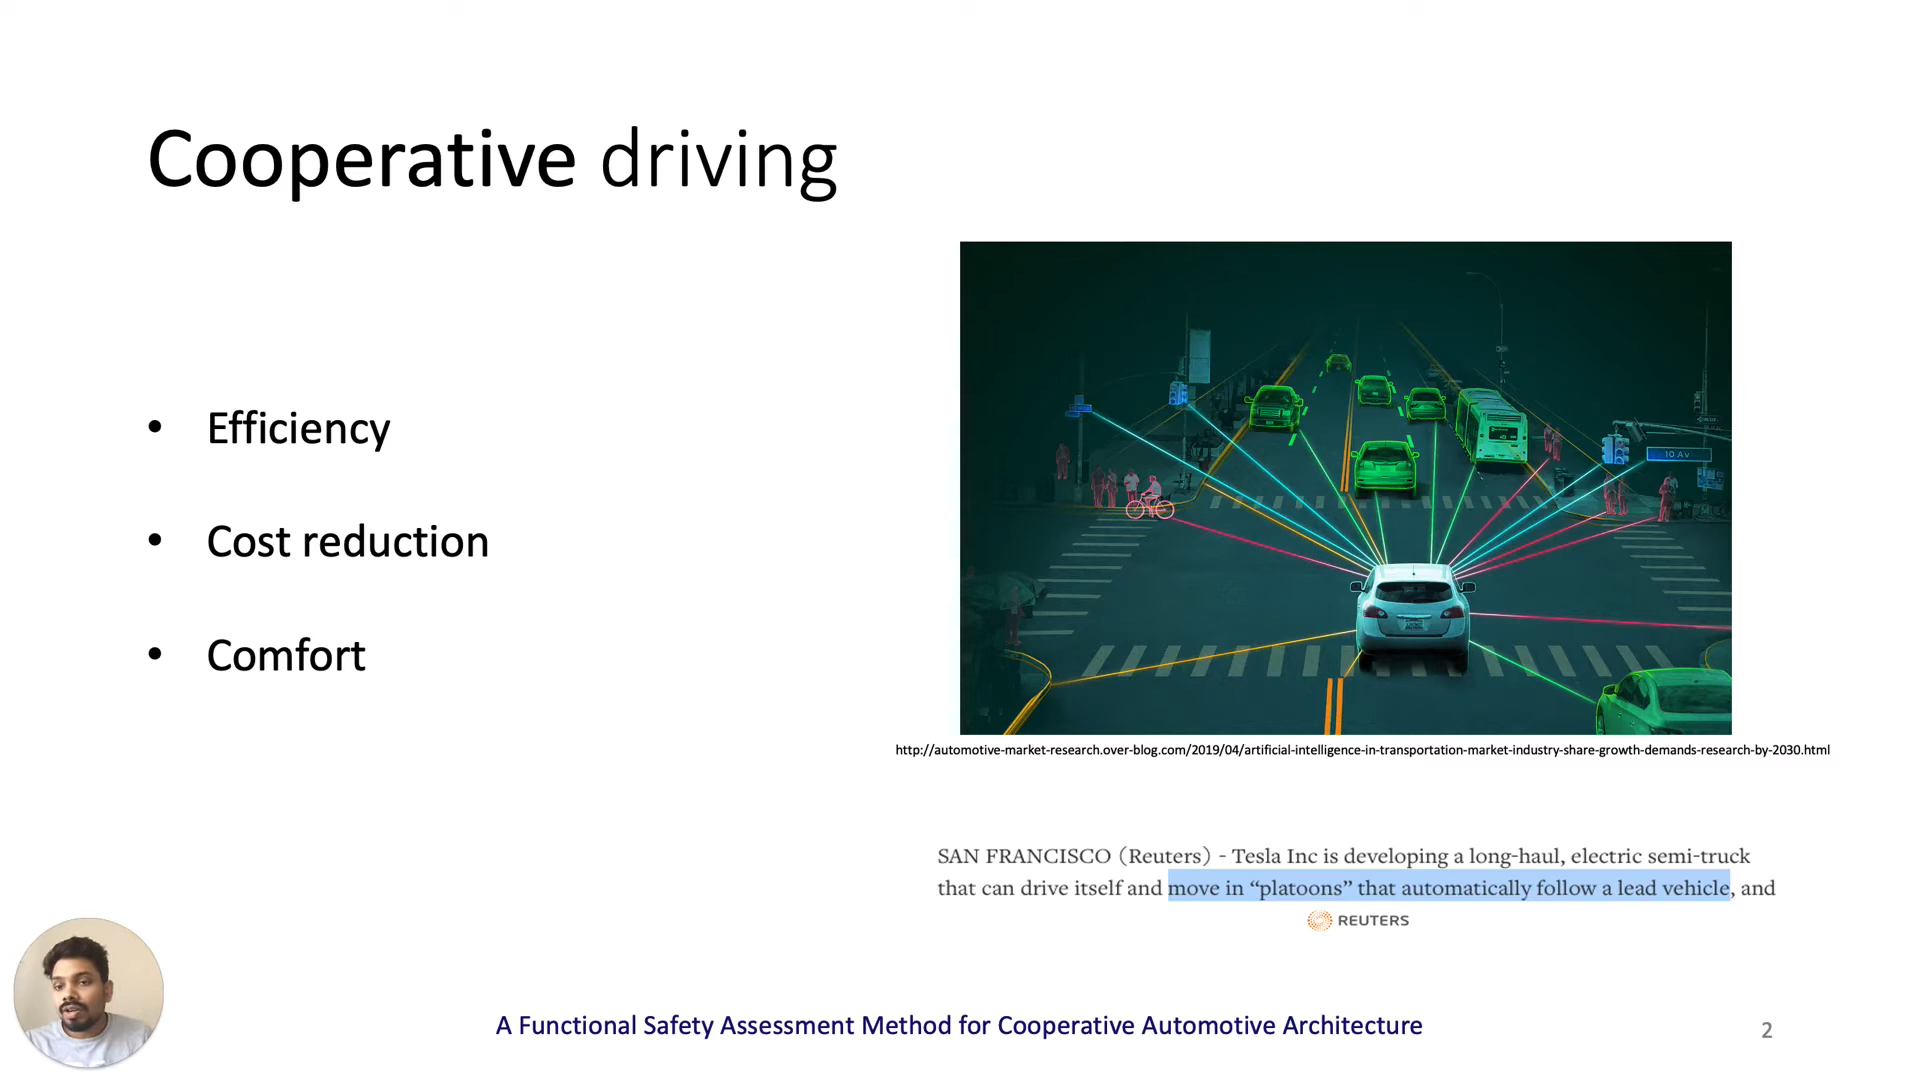 Cooperative driving
• Efficiency
• Cost reduction
• Comfort
10 Av
http://automotive-market-research.over-blog.com/2019/04/artificial-intelligence-in-transportation-market-industry-share-growth-demands-research-by-2030.html
SAN FRANCISCO (Reuters) - Tesla Inc is developing a long-haul, electric semi-truck
that can drive itself and move in “platoons” that automatically follow a lead vehicle, and
REUTERS
A Functional Safety Assessment Method for Cooperative Automotive Architecture
2